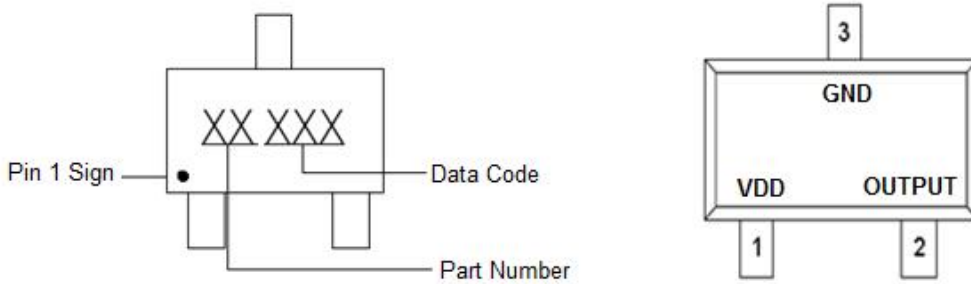 XX XXX
Pin 1 Sign
Data Code
Part Number
3
GND
VDD OUTPUT
1 2